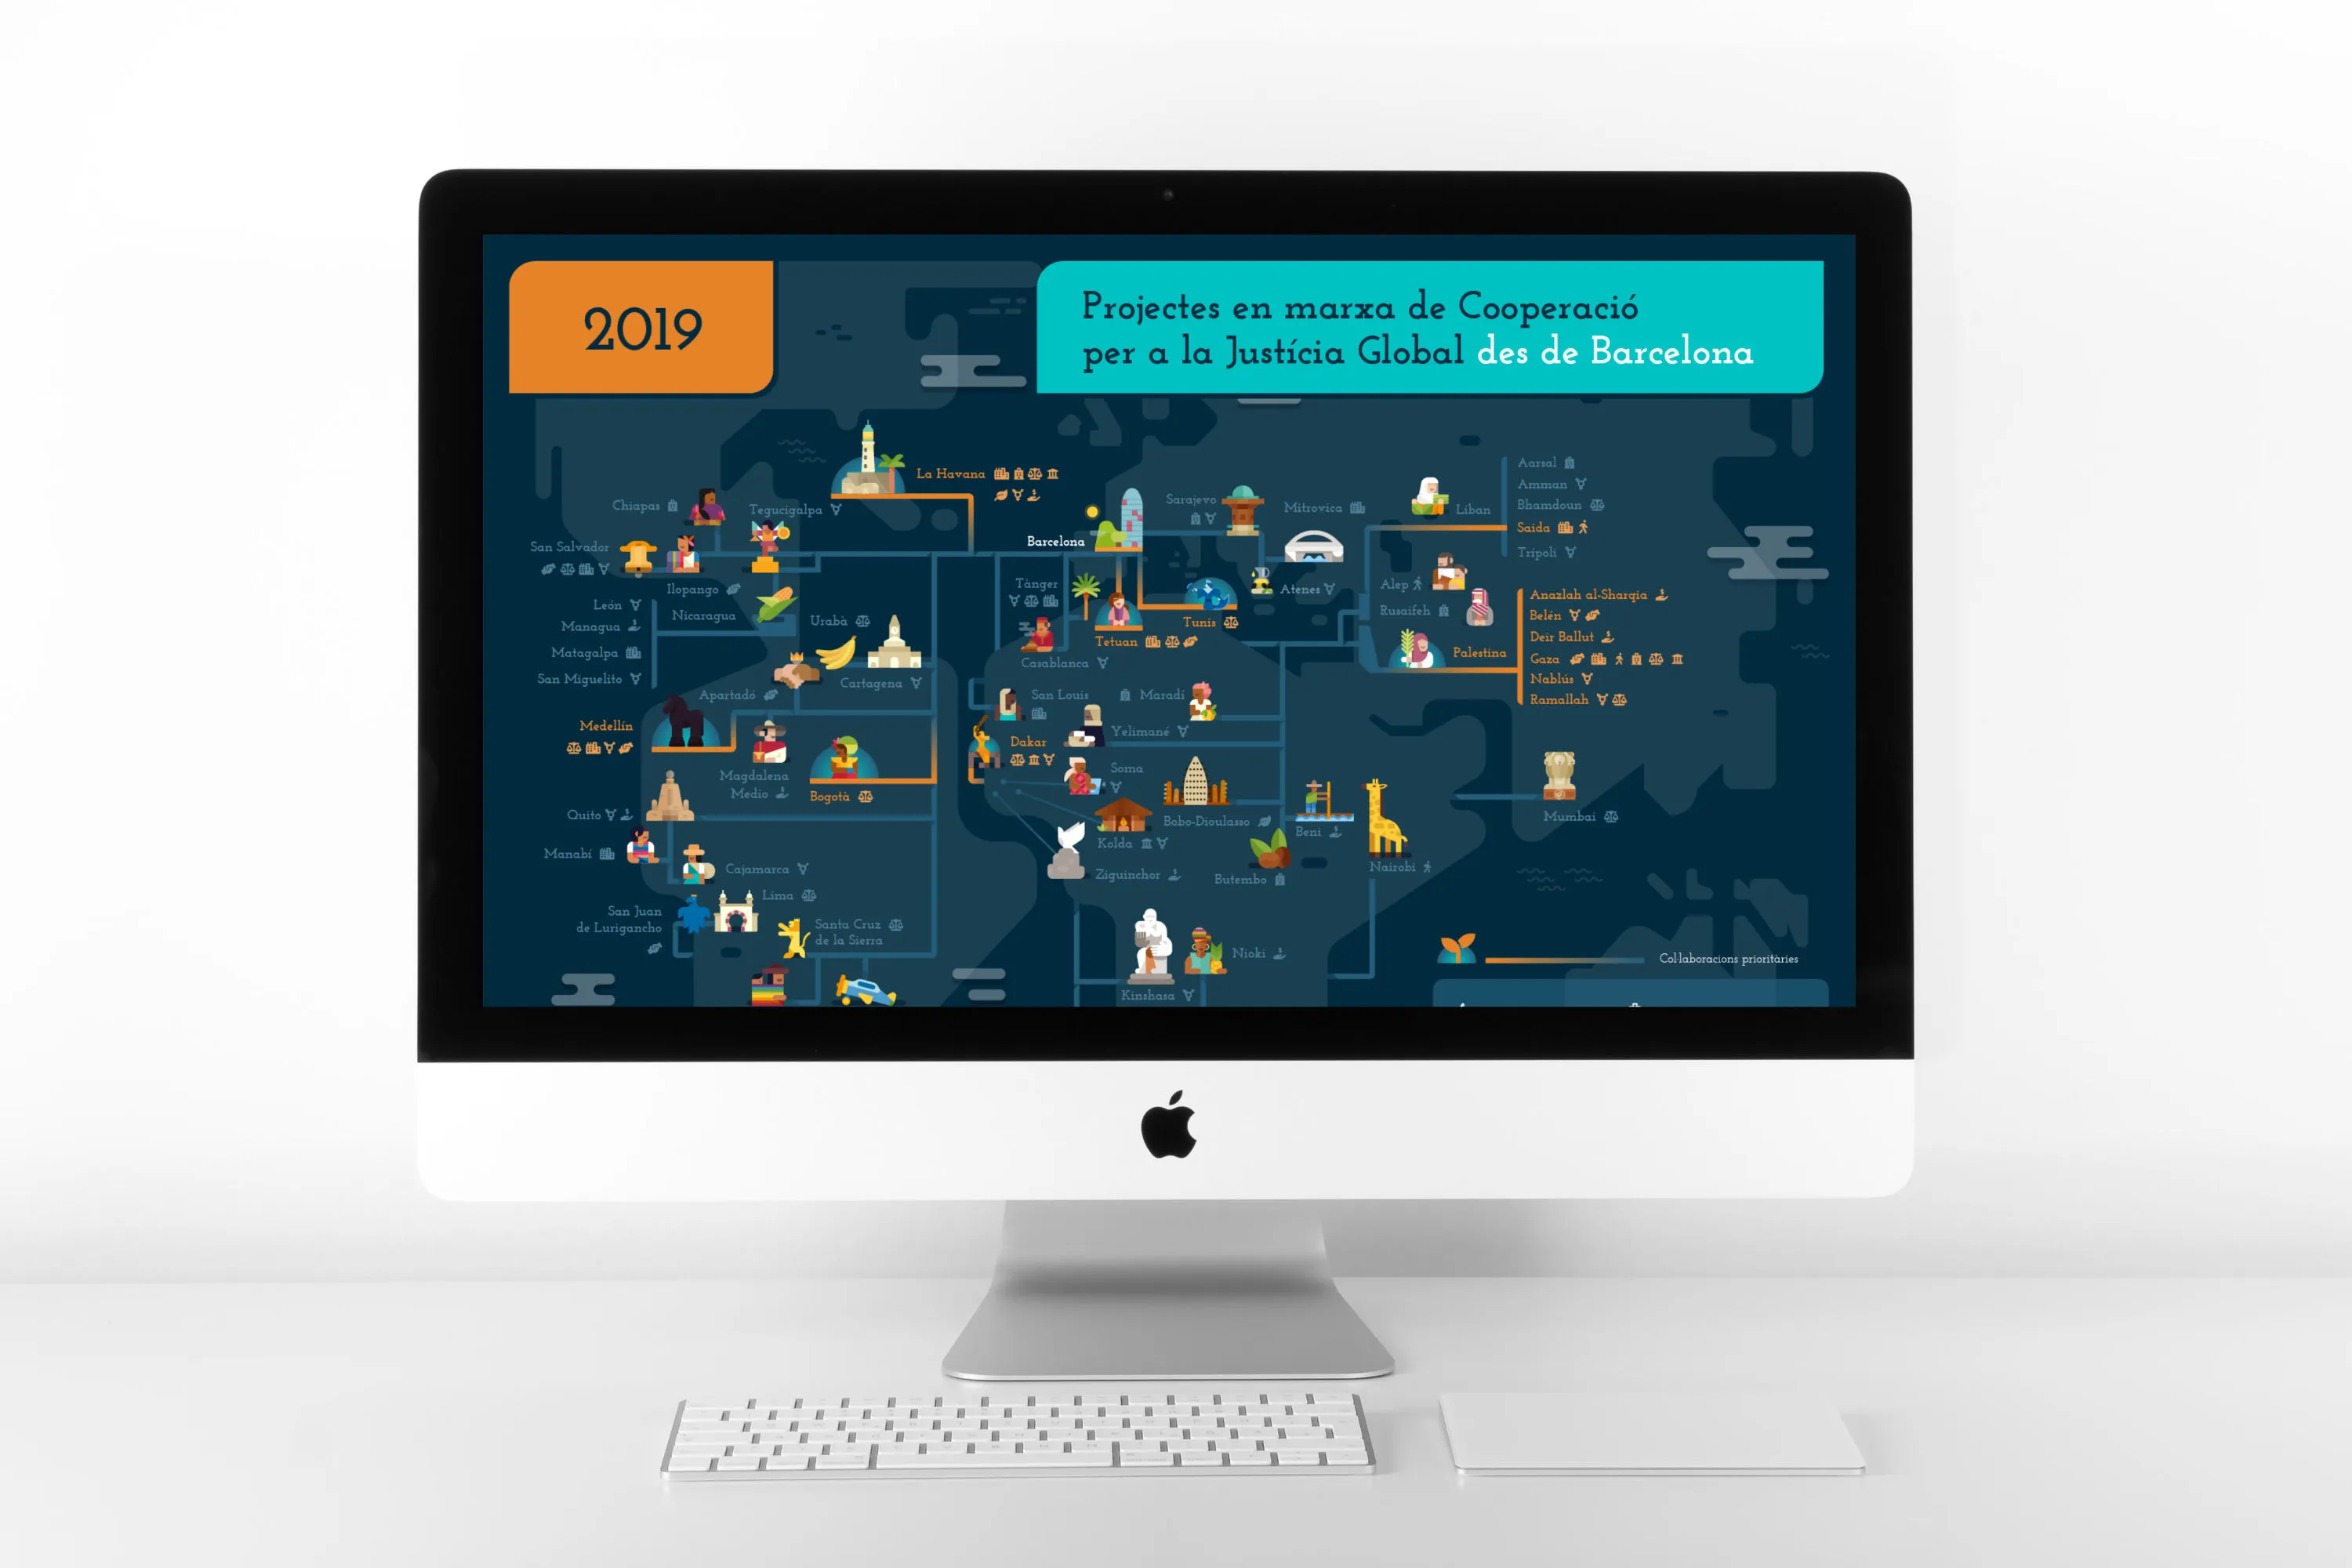 2019
Projectes en marxa de Cooperació
per a la Justícia Global des de Barcelona
La Havana
Chiapas
Tegucigalpa
San Salvador
Ilopango
León
Nicaragua
Managua
Matagalpa
San Miguelito
Urabà
Cartagena
Apartadó
Medellín
Magdalena
Medio
Bogotà
Quito
Manabí
Cajamarca
Lima
San Juan
de Lurigancho
Santa Cruz
de la Sierra
Barcelona
Sarajevo
Mitrovica
Atenes
Tànger
Tunis
Tetuan
Casablanca
San Louis
Maradi
Yelimané
Dakar
Soma
Bobo-Dioulasso
Kolda
Ziguinchor
Butembo
Beni
Nairobi
Nioki
Kinshasa
Líban
Aarsal
Amman
Bhamdoun
Saida
Trípoli
Alep
Rusaifeh
Palestina
Anazlah al-Sharqia
Belén
Deir Ballut
Gaza
Nablús
Ramallah
Mumbai
Col·laboracions prioritàries